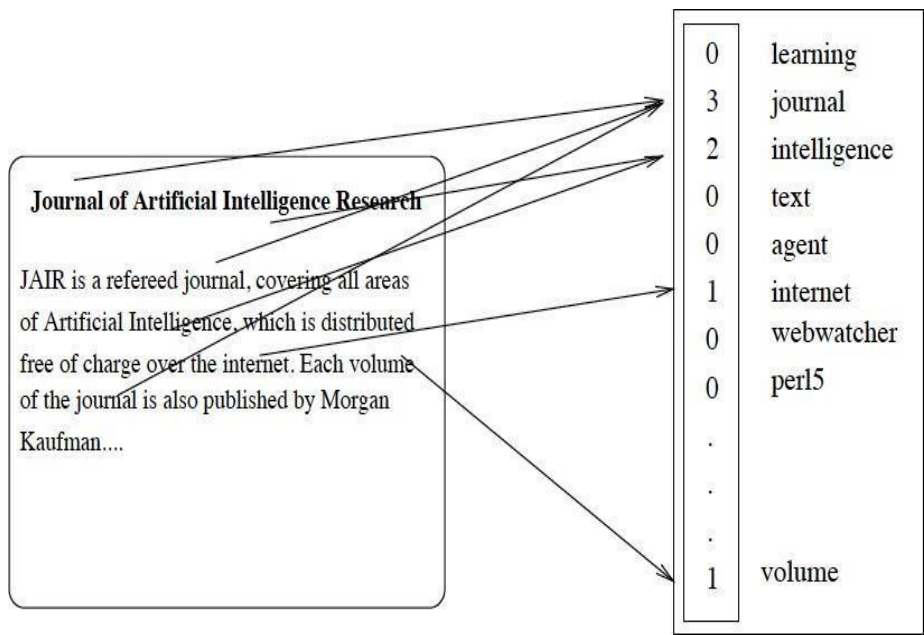 Journal of Artificial Intelligence Research
JAIR is a refereed journal, covering all areas
of Artificial Intelligence, which is distributed
free of charge over the internet. Each volume
of the journal is also published by Morgan
Kaufman....
0 learning
3 journal
2 intelligence
0 text
0 agent
1 internet
0 webwatcher
0 perl5
.
.
.
1 volume